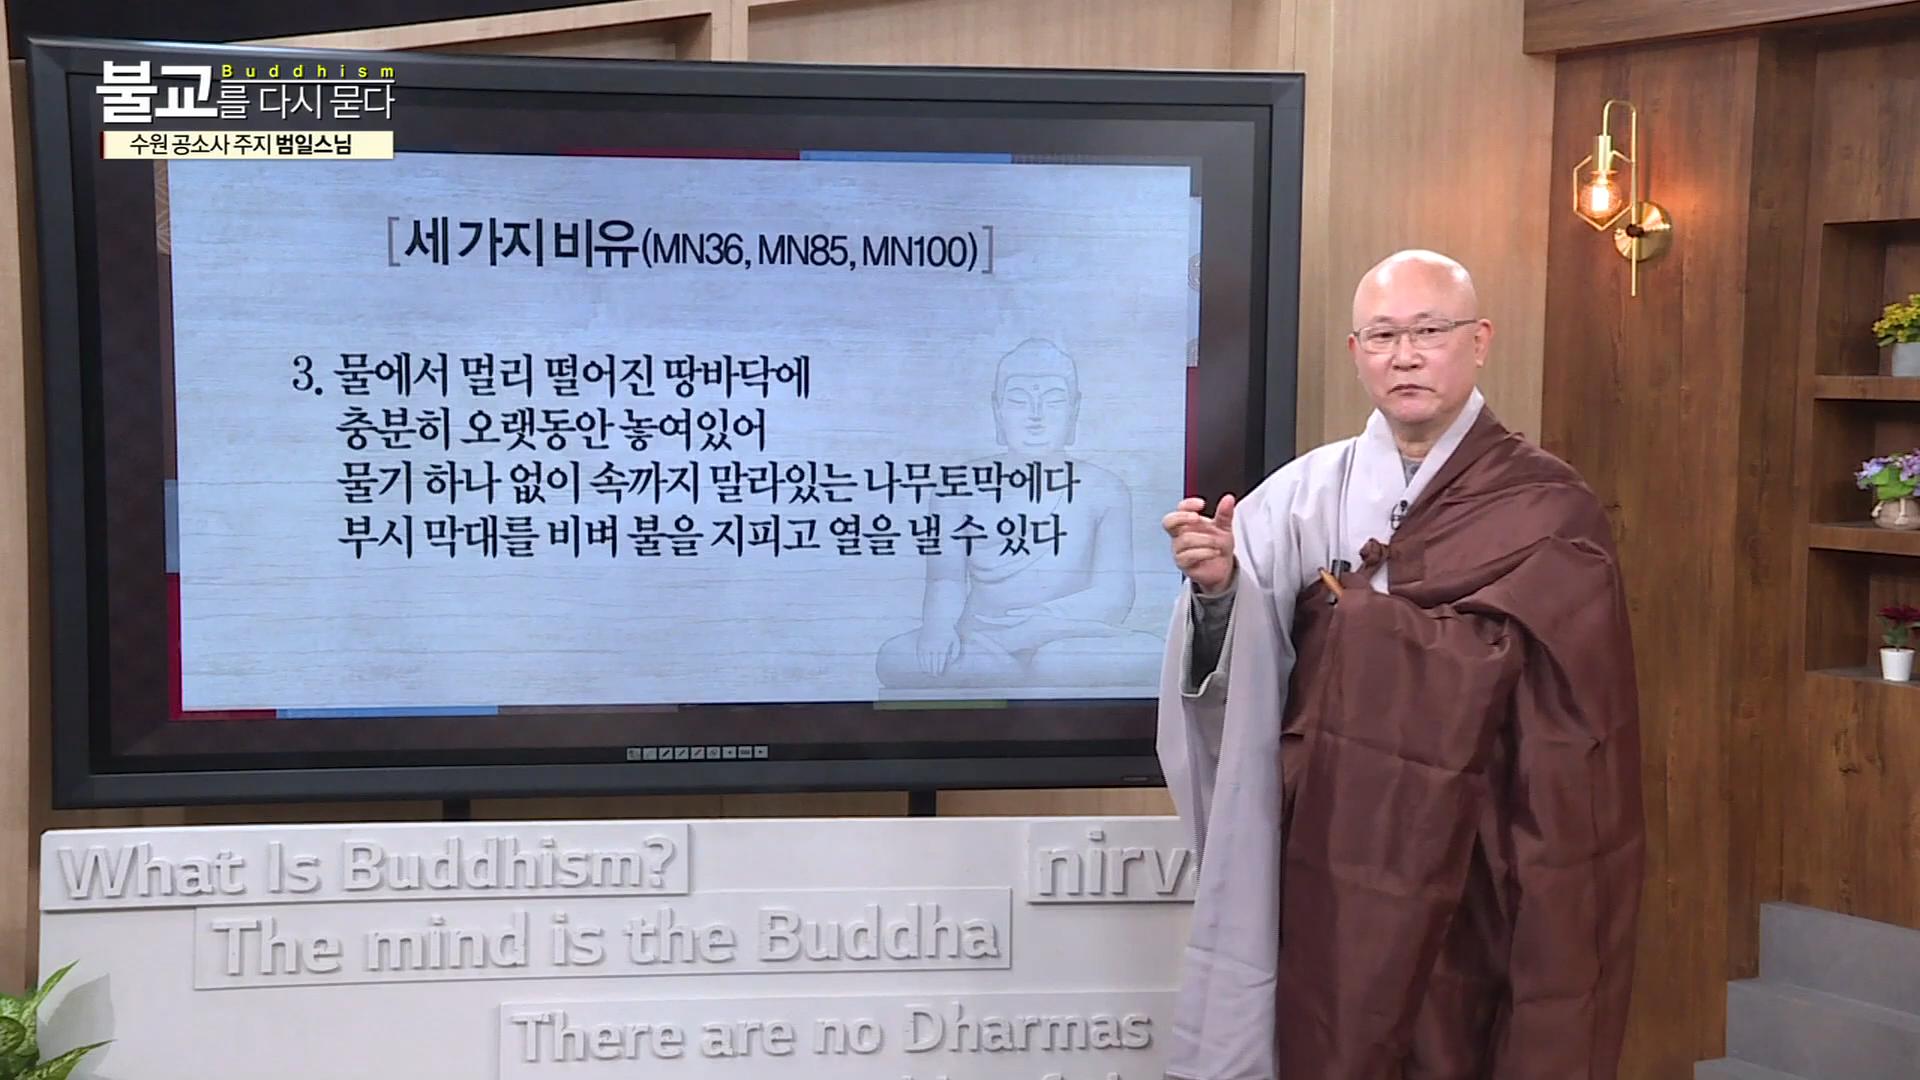 Buddhism
불교를 다시 묻다
수원 공소사 주지 범일스님
[세 가지 비유(MN36, MN85, MN100)]
3. 물에서 멀리 떨어진 땅바닥에
충분히 오랫동안 놓여있어
물기 하나 없이 속까지 말라있는 나무토막에다
부시 막대를 비벼 불을 지피고 열을 낼 수 있다
What Is Buddhism?
nirv
The mind is the Buddha
There are no Dharmas